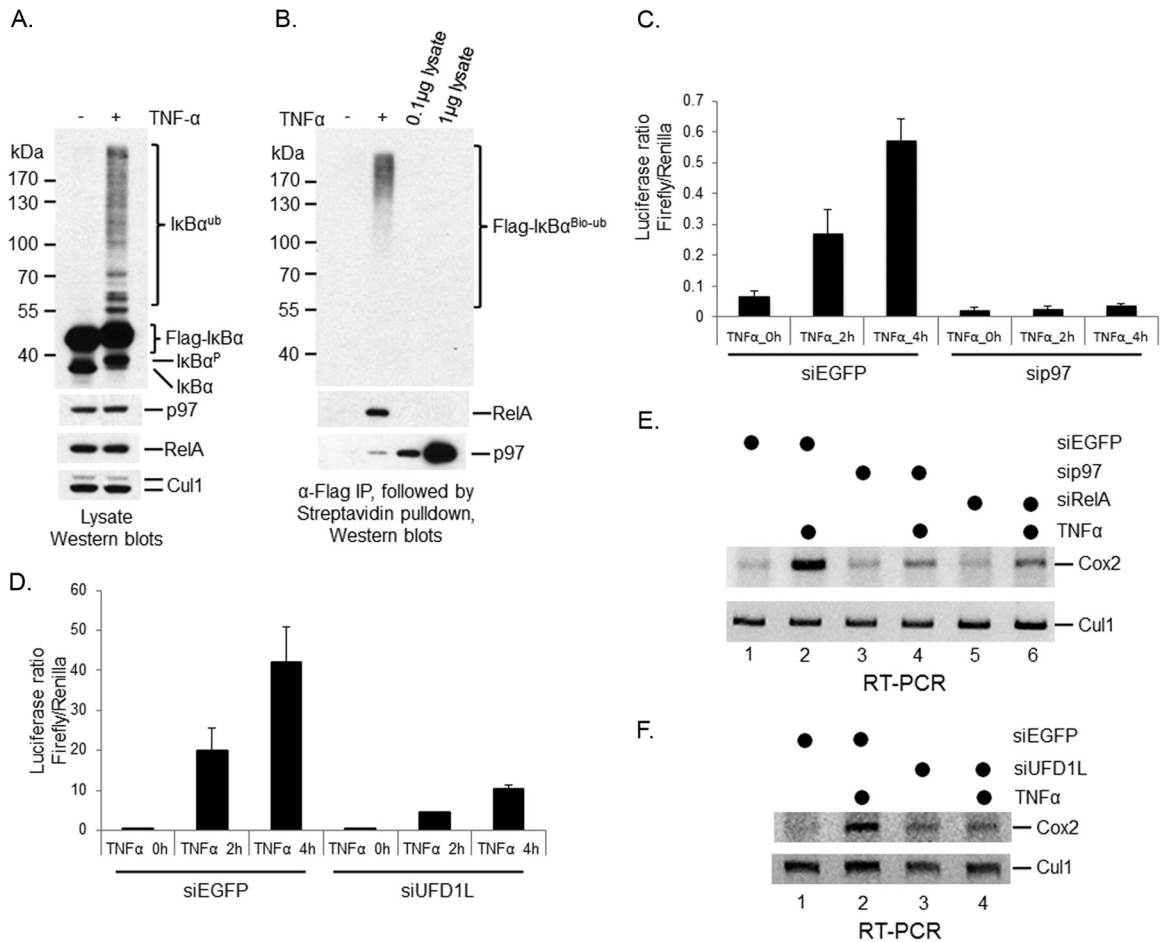 A.
- + TNF-α
kDa
170
130
100
70
55
40
IκBα^ub
Flag-IκBα
IκBα^P
IκBα
p97
RelA
Cul1
Lysate
Western blots
B.
0.1µg lysate
1µg lysate
TNFα - +
kDa
170
130
100
70
55
40
Flag-IκBα^Bio-ub
RelA
p97
α-Flag IP, followed by
Streptavidin pulldown,
Western blots
C.
Luciferase ratio
Firefly/Renilla
0.7
0.6
0.5
0.4
0.3
0.2
0.1
0
TNFα_0h TNFα_2h TNFα_4h TNFα_0h TNFα_2h TNFα_4h
siEGFP sip97
D.
Luciferase ratio
Firefly/Renilla
60
50
40
30
20
10
0
TNFα 0h TNFα 2h TNFα 4h TNFα 0h TNFα 2h TNFα 4h
siEGFP siUFD1L
E.
siEGFP
sip97
siRelA
TNFα
Cox2
Cul1
1 2 3 4 5 6
RT-PCR
F.
siEGFP
siUFD1L
TNFα
Cox2
Cul1
1 2 3 4
RT-PCR